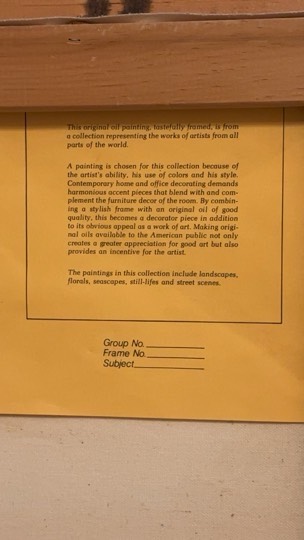 This original oil painting, tastefully framed, is from
a collection representing the works of artists from all
parts of the world.
A painting is chosen for this collection because of
the artist's ability, his use of colors and his style.
Contemporary home and office decorating demands
harmonious accent pieces that blend with and com-
plement the furniture decor of the room. By combin-
ing a stylish frame with an original oil of good
quality, this becomes a decorator piece in addition
to its obvious appeal as a work of art. Making origi-
nal oils available to the American public not only
creates a greater appreciation for good art but also
provides an incentive for the artist.
The paintings in this collection include landscapes,
florals, seascapes, still-lifes and street scenes.
Group No.
Frame No.
Subject